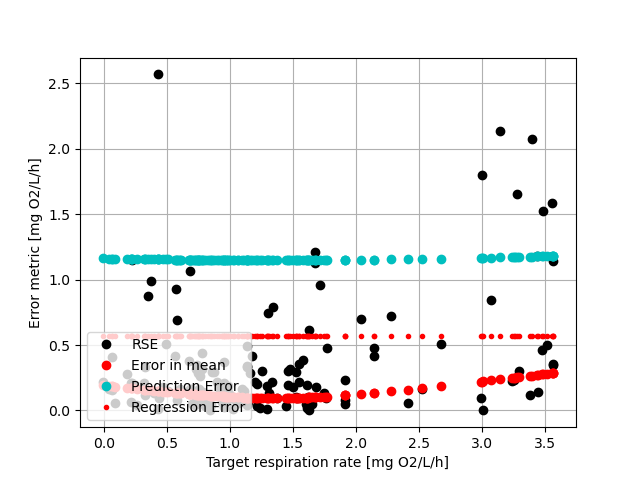 2.5
2.0
1.5
1.0
0.5
0.0
Error metric [mg O2/L/h]
RSE
Error in mean
Prediction Error
Regression Error
0.0 0.5 1.0 1.5 2.0 2.5 3.0 3.5
Target respiration rate [mg O2/L/h]